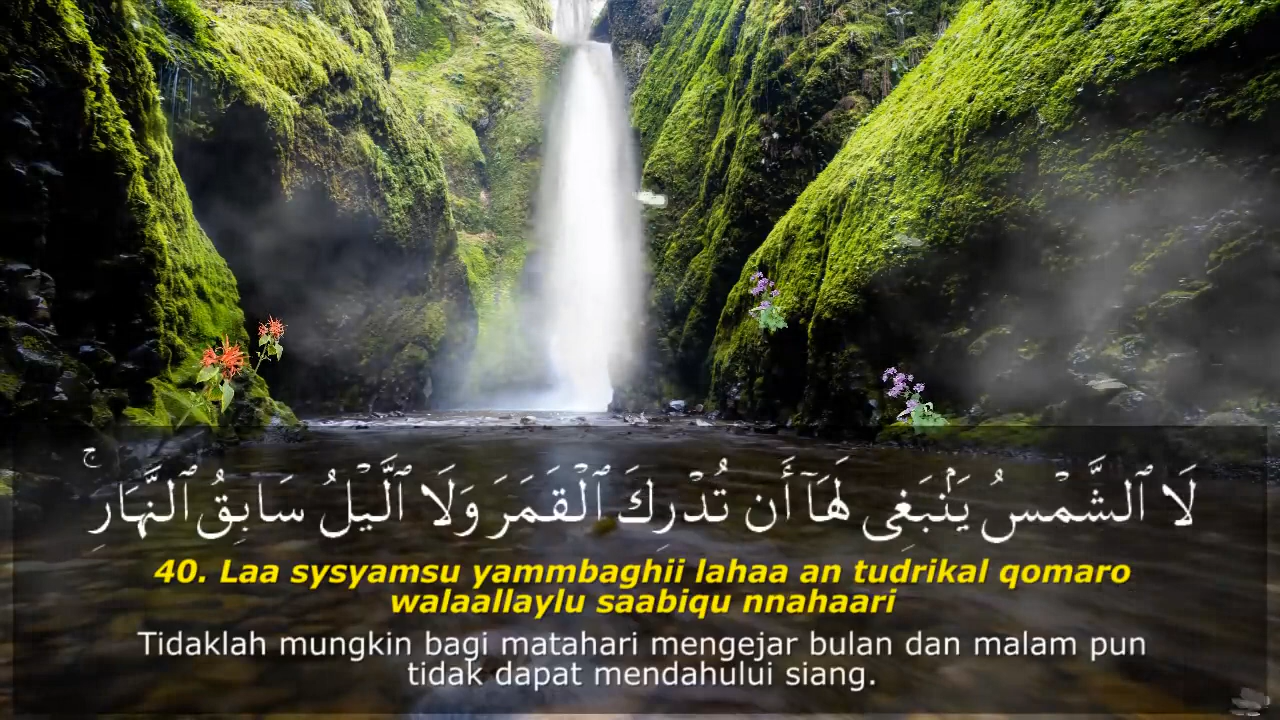 لَا ٱلشَّمْسُ يَنۢبَغِى لَهَآ أَن تُدْرِكَ ٱلْقَمَرَ وَلَا ٱلَّيْلُ سَابِقُ ٱلنَّهَارِ ۚ
40. Laa sysyamsu yammbaghii lahaa an tudrikal qomaro
walaallaylu saabiqu nnahaari
Tidaklah mungkin bagi matahari mengejar bulan dan malam pun
tidak dapat mendahului siang.